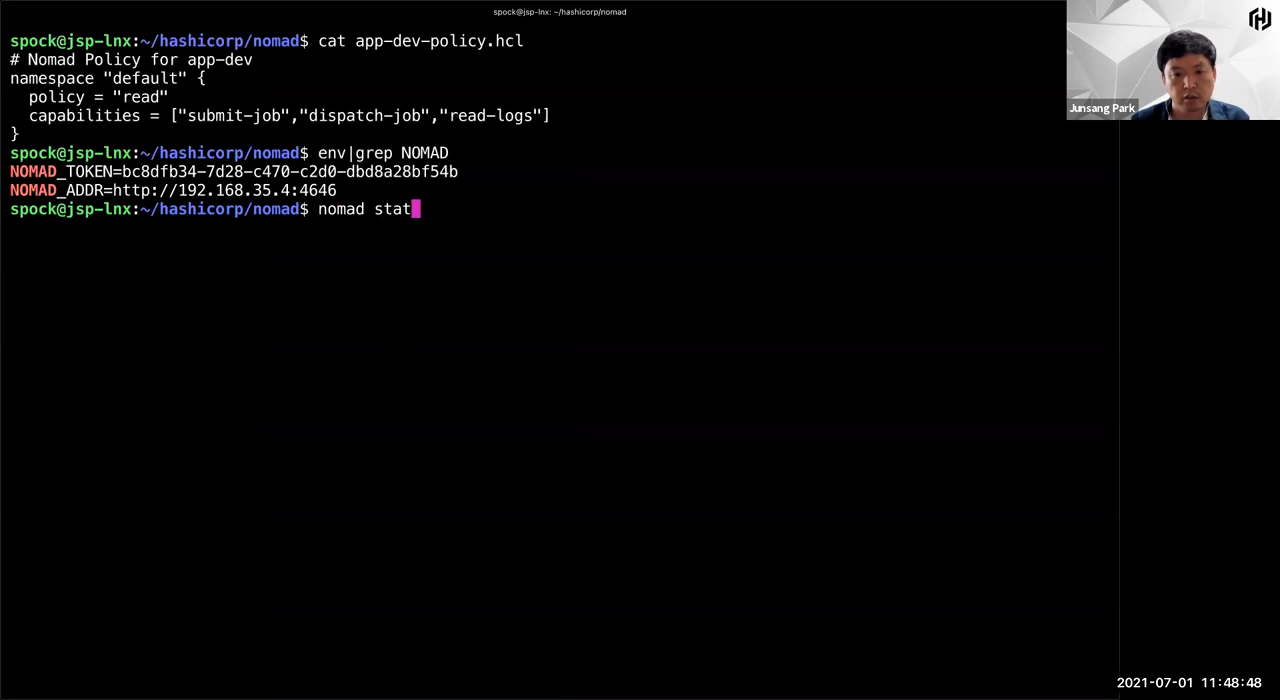 spock@jsp-lnx: ~/hashicorp/nomad
spock@jsp-lnx:~/hashicorp/nomad$ cat app-dev-policy.hcl
# Nomad Policy for app-dev
namespace "default" {
  policy = "read"
  capabilities = ["submit-job","dispatch-job","read-logs"]
}
spock@jsp-lnx:~/hashicorp/nomad$ env|grep NOMAD
NOMAD_TOKEN=bc8dfb34-7d28-c470-c2d0-dbd8a28bf54b
NOMAD_ADDR=http://192.168.35.4:4646
spock@jsp-lnx:~/hashicorp/nomad$ nomad stat
Junsang Park
2021-07-01 11:48:48